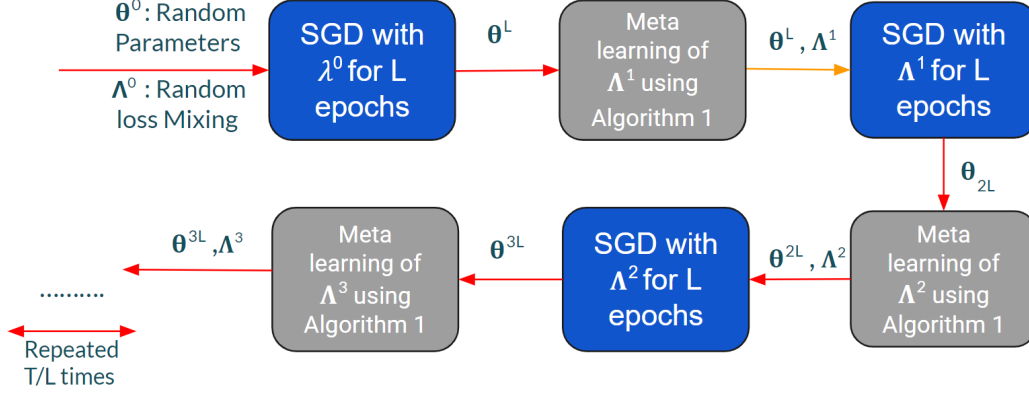 θ⁰: Random
Parameters
Λ⁰ : Random
loss Mixing
SGD with
λ⁰ for L
epochs
θᴸ
Meta
learning of
Λ¹ using
Algorithm 1
θᴸ , Λ¹
SGD with
Λ¹ for L
epochs
θ₂L
Meta
learning of
Λ² using
Algorithm 1
θ²ᴸ , Λ²
SGD with
Λ² for L
epochs
θ³ᴸ
Meta
learning of
Λ³ using
Algorithm 1
θ³ᴸ ,Λ³
..........
Repeated
T/L times